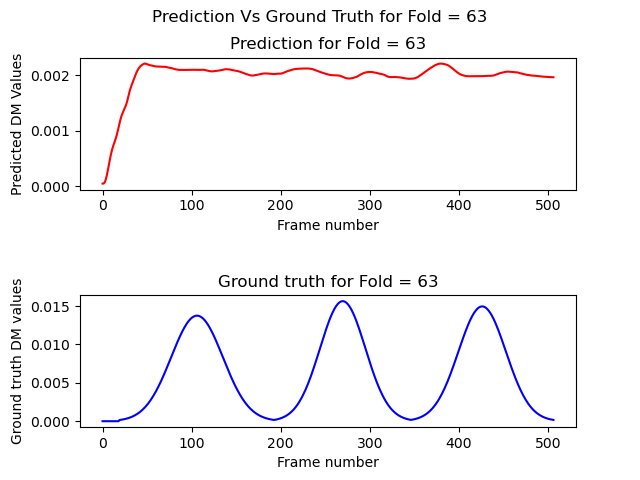 Prediction Vs Ground Truth for Fold = 63
Prediction for Fold = 63
Predicted DM Values
0.002
0.001
0.000
0 100 200 300 400 500
Frame number
Ground truth for Fold = 63
Ground truth DM values
0.015
0.010
0.005
0.000
0 100 200 300 400 500
Frame number